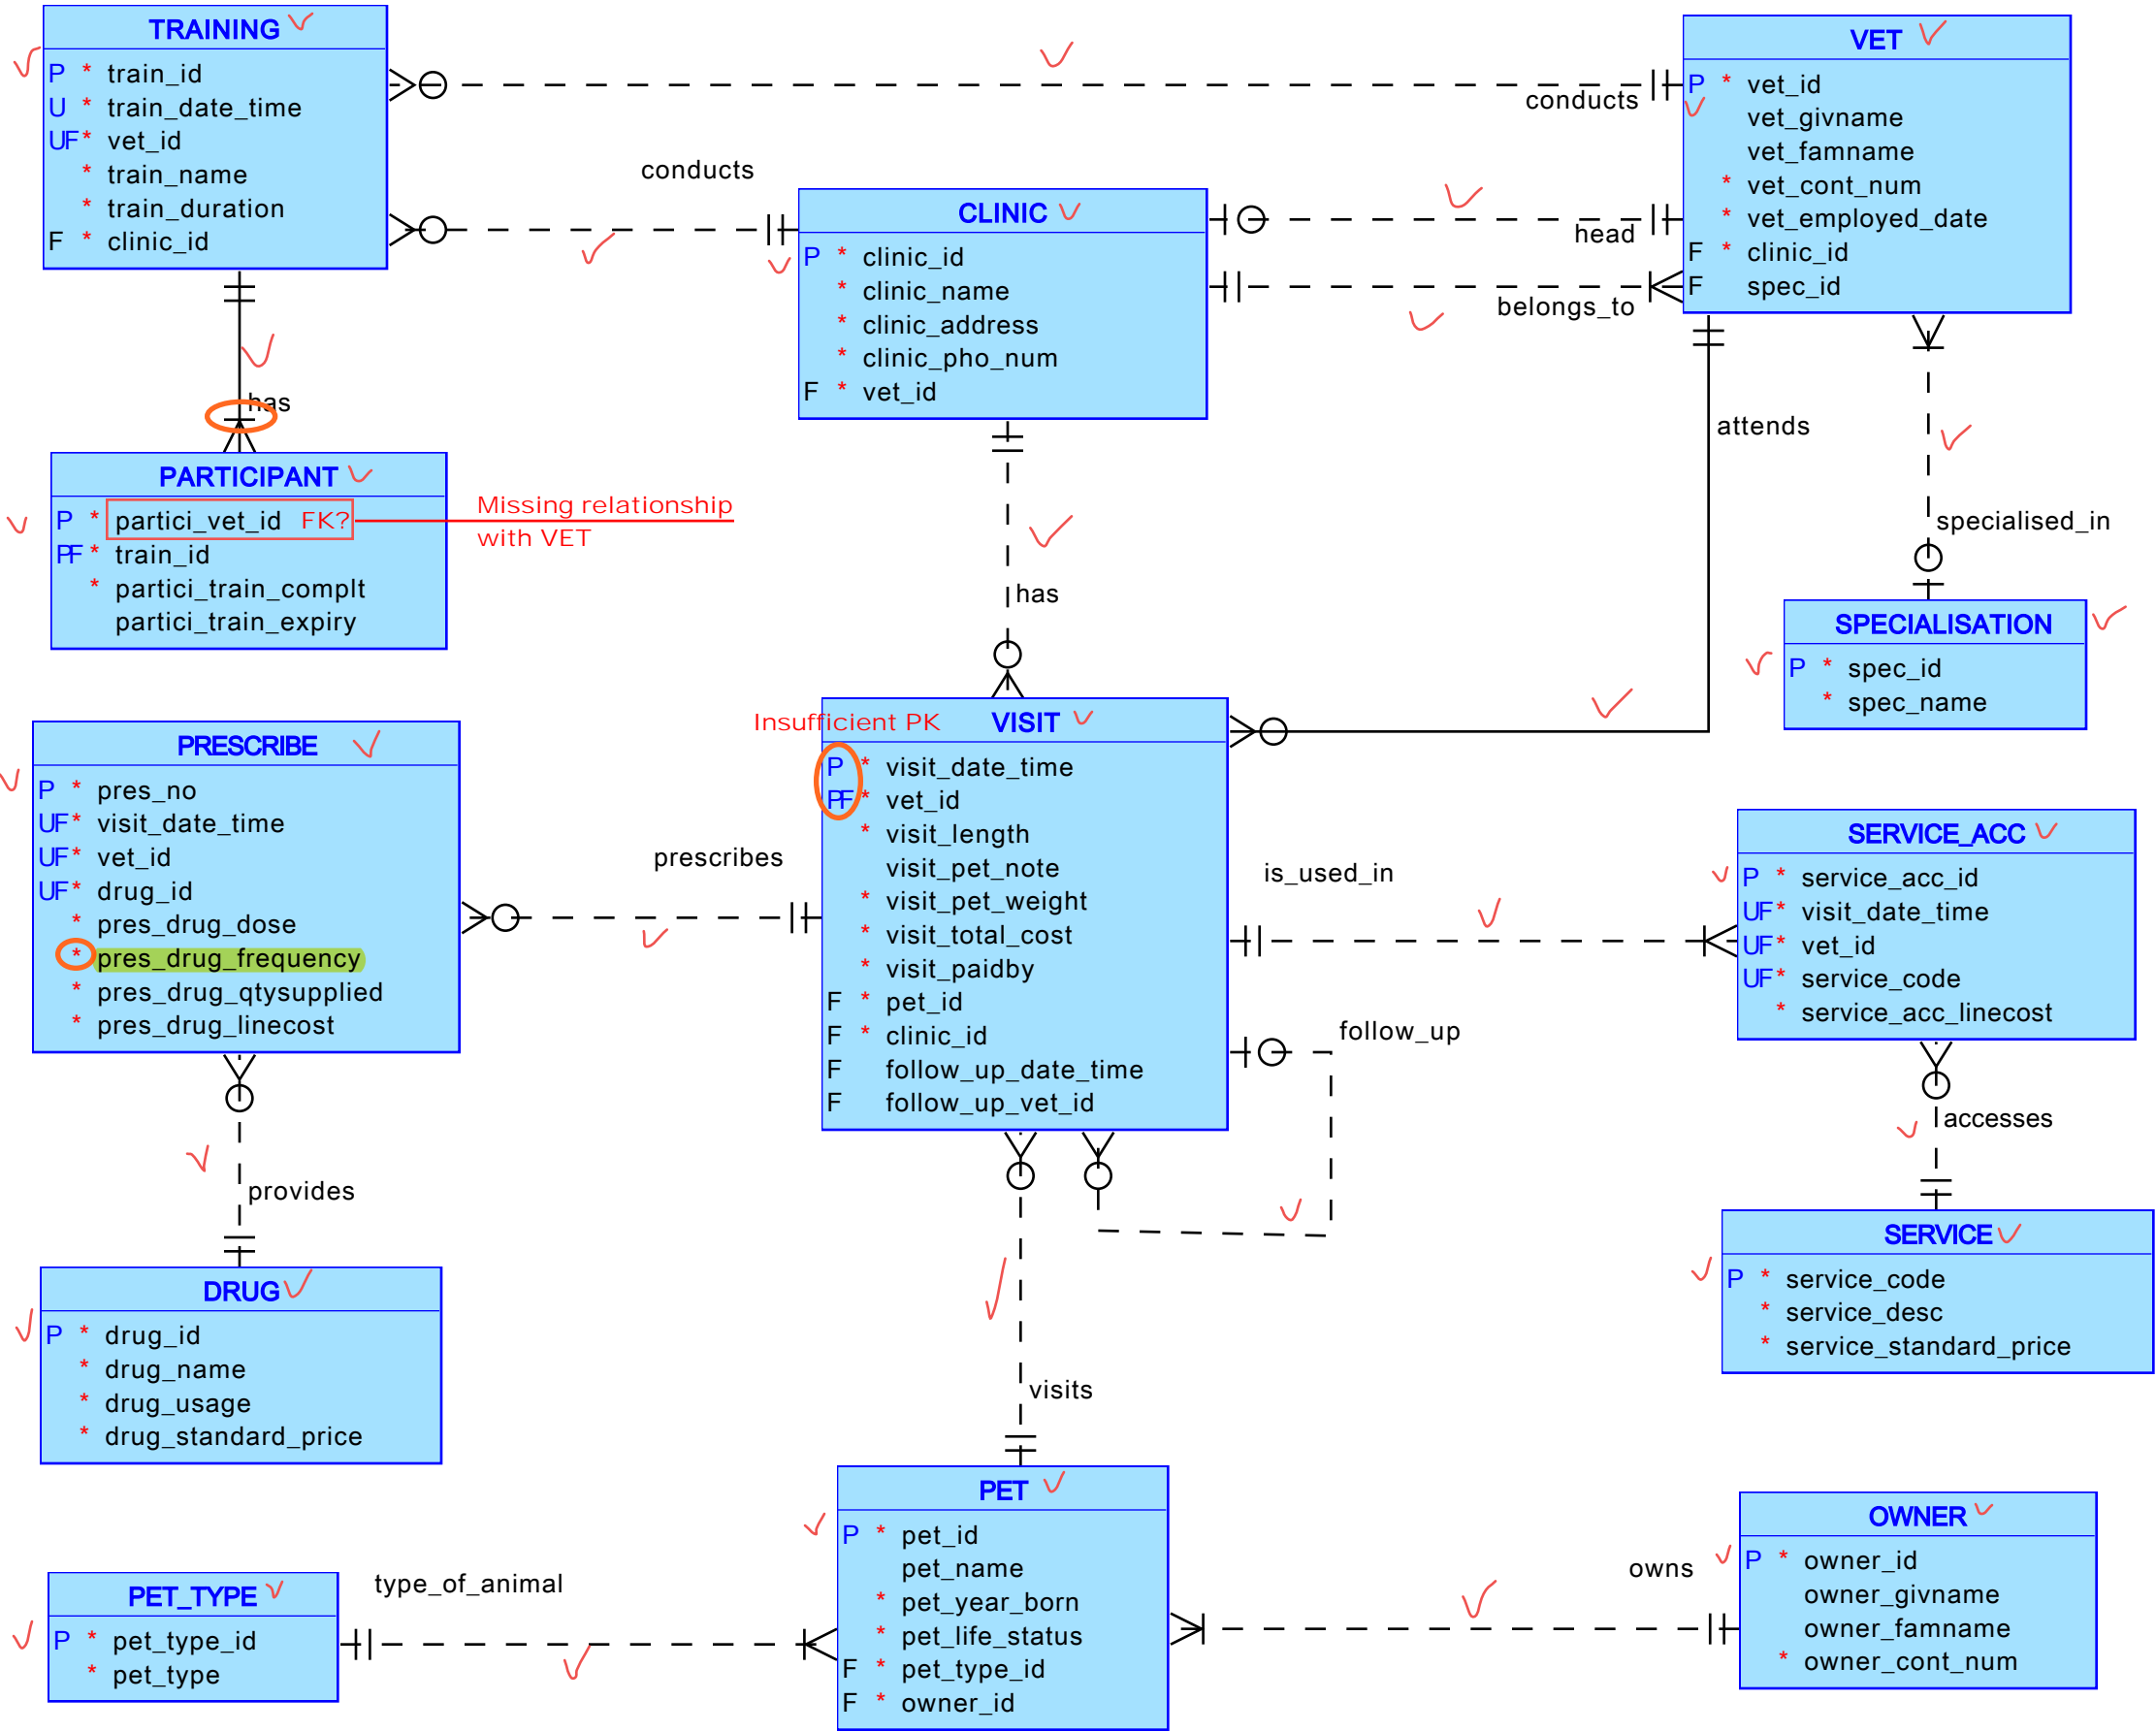 TRAINING
P * train_id
U * train_date_time
UF* vet_id
* train_name
* train_duration
F * clinic_id
conducts
VET
P * vet_id
vet_givname
vet_famname
* vet_cont_num
* vet_employed_date
F * clinic_id
F spec_id
conducts
CLINIC
P * clinic_id
* clinic_name
* clinic_address
* clinic_pho_num
F * vet_id
head
belongs_to
has
attends
specialised_in
PARTICIPANT
P * partici_vet_id FK?
PF * train_id
* partici_train_complt
partici_train_expiry
Missing relationship
with VET
has
SPECIALISATION
P * spec_id
* spec_name
PRESCRIBE
P * pres_no
UF* visit_date_time
UF* vet_id
UF* drug_id
* pres_drug_dose
* pres_drug_frequency
* pres_drug_qtysupplied
* pres_drug_linecost
prescribes
Insufficient PK
VISIT
P * visit_date_time
PF* vet_id
* visit_length
visit_pet_note
* visit_pet_weight
* visit_total_cost
* visit_paidby
F * pet_id
F * clinic_id
F follow_up_date_time
F follow_up_vet_id
is_used_in
follow_up
SERVICE_ACC
P * service_acc_id
UF* visit_date_time
UF* vet_id
UF* service_code
* service_acc_linecost
accesses
provides
SERVICE
P * service_code
* service_desc
* service_standard_price
DRUG
P * drug_id
* drug_name
* drug_usage
* drug_standard_price
visits
PET
P * pet_id
pet_name
* pet_year_born
* pet_life_status
F * pet_type_id
F * owner_id
owns
OWNER
P * owner_id
owner_givname
owner_famname
* owner_cont_num
type_of_animal
PET_TYPE
P * pet_type_id
* pet_type